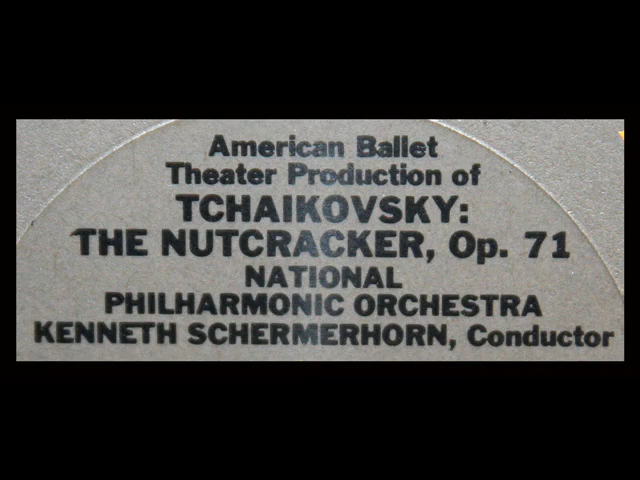 American Ballet
Theater Production of
TCHAIKOVSKY:
THE NUTCRACKER, Op. 71
NATIONAL
PHILHARMONIC ORCHESTRA
KENNETH SCHERMERHORN, Conductor